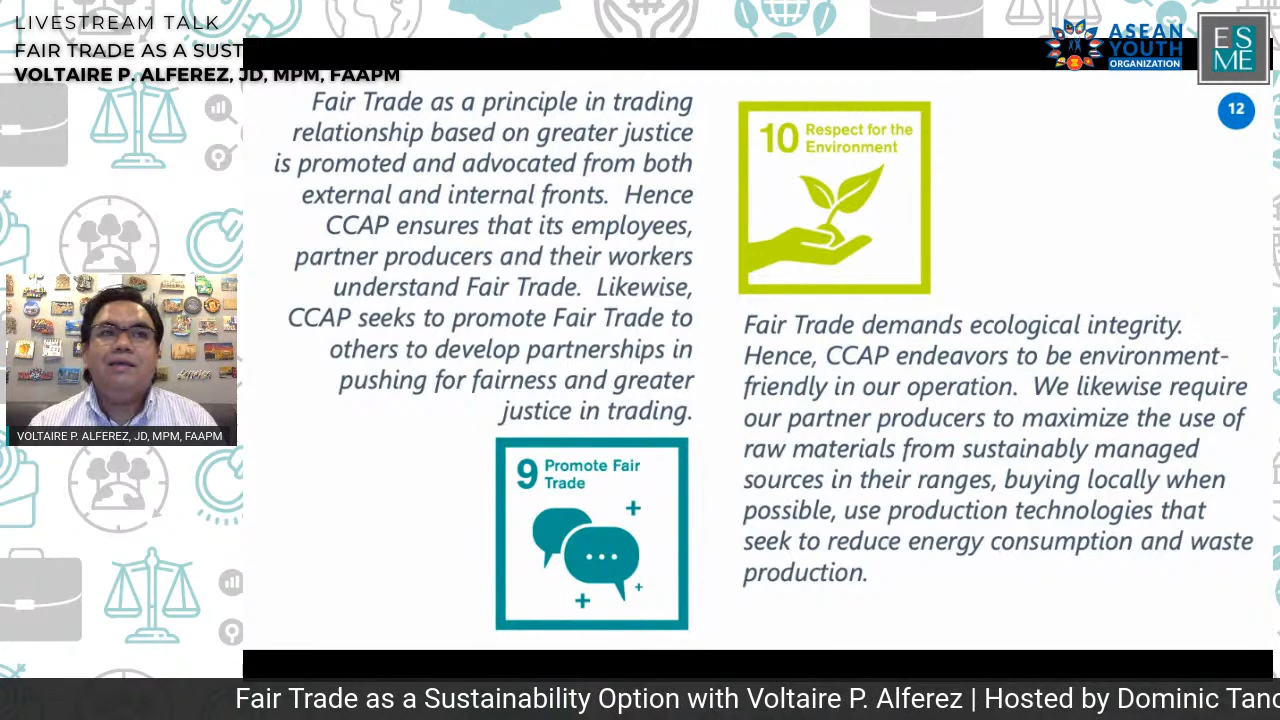 LIVESTREAM TALK
FAIR TRADE AS A SUST
VOLTAIRE P. ALFEREZ, JD, MPM, FAAPM
ASEAN
YOUTH
ORGANIZATION
ES
ME
12
Fair Trade as a principle in trading
relationship based on greater justice
is promoted and advocated from both
external and internal fronts. Hence
CCAP ensures that its employees,
partner producers and their workers
understand Fair Trade. Likewise,
CCAP seeks to promote Fair Trade to
others to develop partnerships in
pushing for fairness and greater
justice in trading.
9 Promote Fair
Trade
10 Respect for the
Environment
Fair Trade demands ecological integrity.
Hence, CCAP endeavors to be environment-
friendly in our operation. We likewise require
our partner producers to maximize the use of
raw materials from sustainably managed
sources in their ranges, buying locally when
possible, use production technologies that
seek to reduce energy consumption and waste
production.
VOLTAIRE P. ALFEREZ, JD, MPM, FAAPM
Fair Trade as a Sustainability Option with Voltaire P. Alferez | Hosted by Dominic Tanc